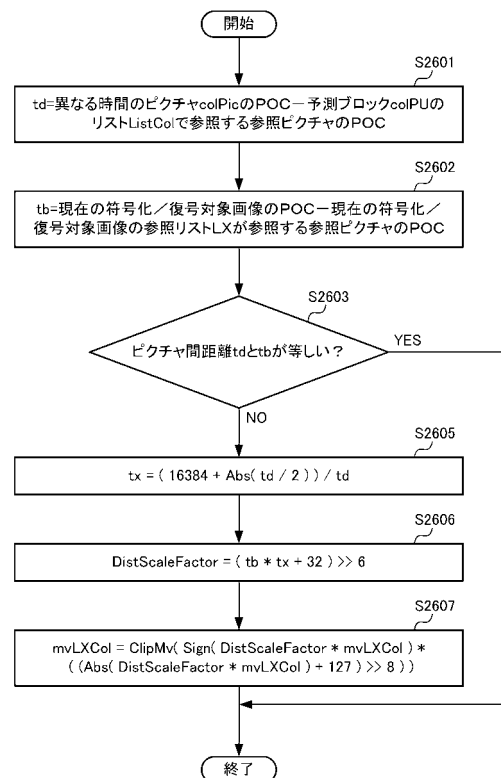 開始
S2601
td=異なる時間のピクチャcolPicのPOC－予測ブロックcolPUの
リストListColで参照する参照ピクチャのPOC
S2602
tb=現在の符号化／復号対象画像のPOC－現在の符号化／
復号対象画像の参照リストLXが参照する参照ピクチャのPOC
S2603
ピクチャ間距離tdとtbが等しい？
YES
NO
S2605
tx = ( 16384 + Abs( td / 2 ) ) / td
S2606
DistScaleFactor = ( tb * tx + 32 ) >> 6
S2607
mvLXCol = ClipMv( Sign( DistScaleFactor * mvLXCol ) *
( (Abs( DistScaleFactor * mvLXCol ) + 127 ) >> 8 ) )
終了